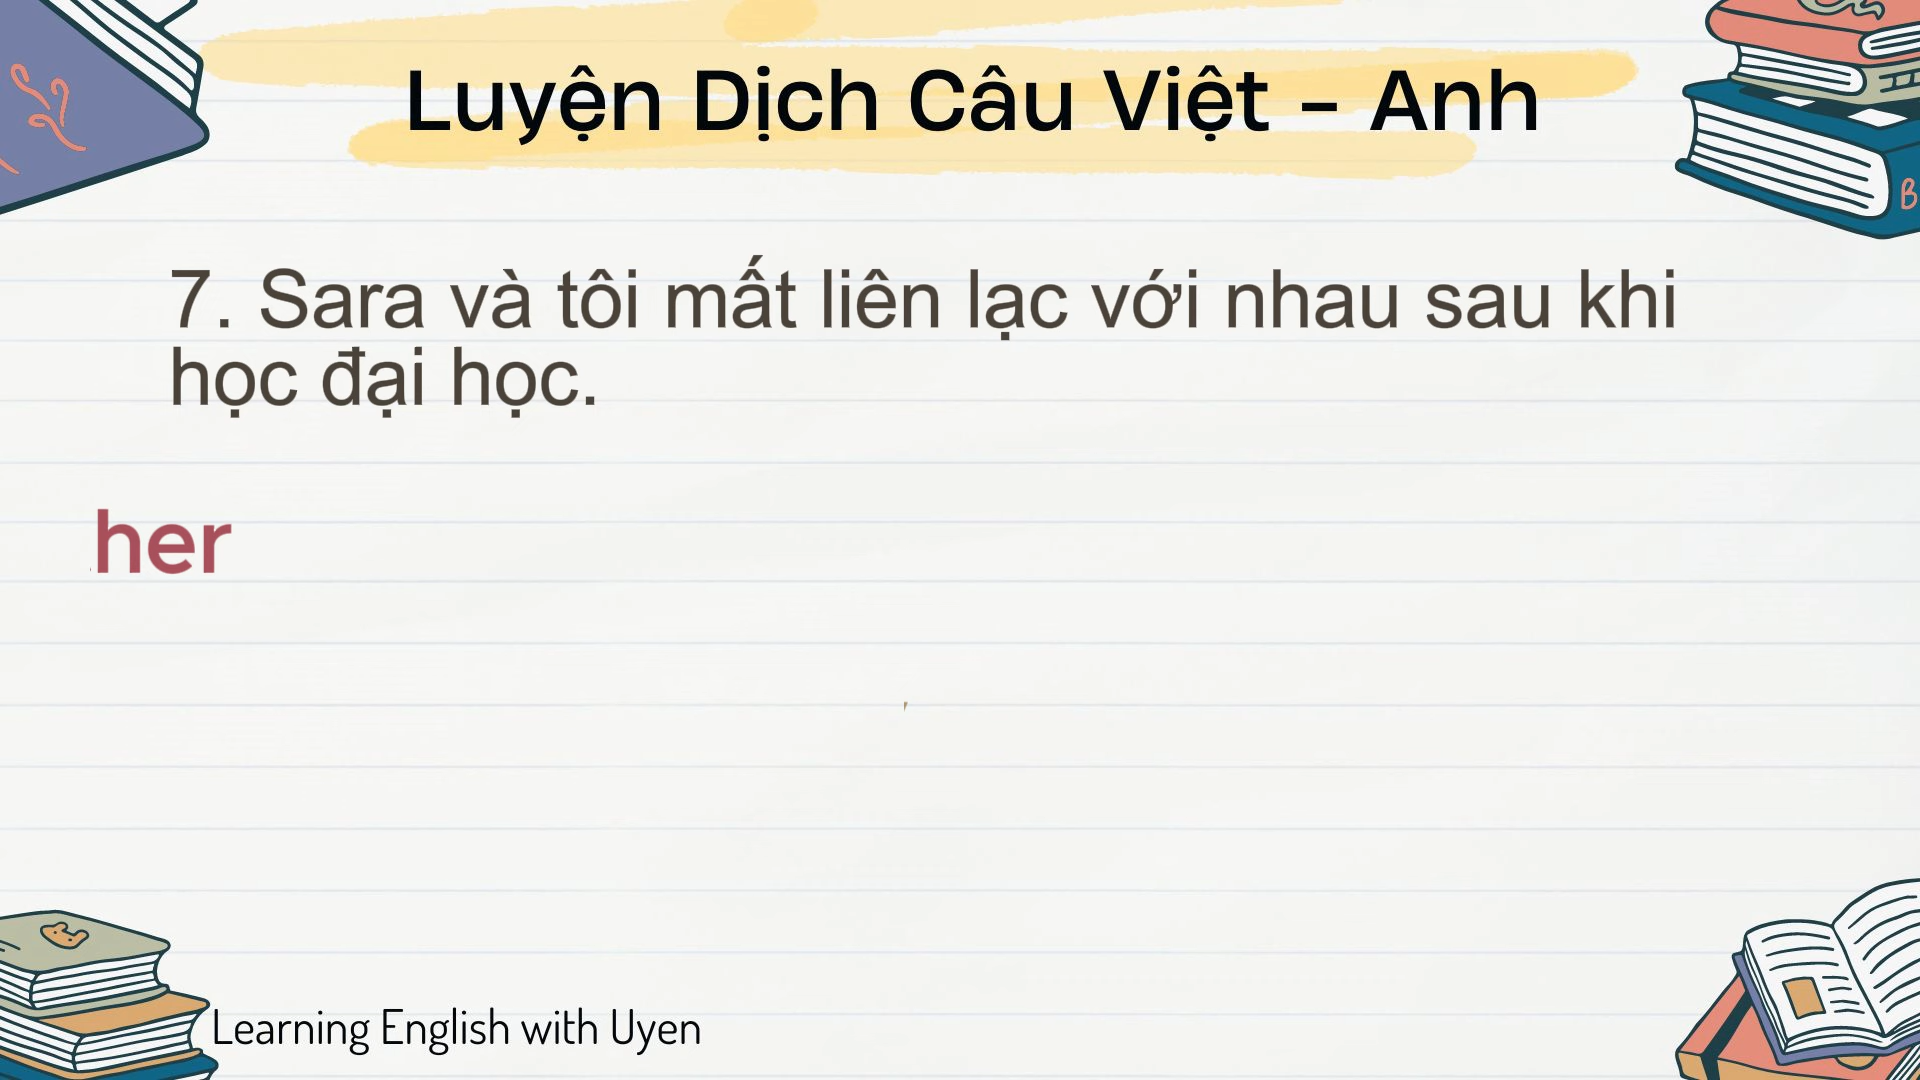 Luyện Dịch Câu Việt - Anh
7. Sara và tôi mất liên lạc với nhau sau khi
học đại học.
her
Learning English with Uyen
B